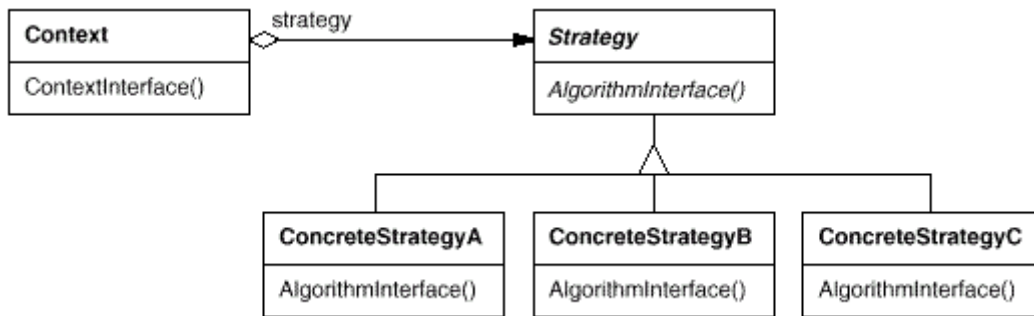 Context
strategy
Strategy
ContextInterface()
AlgorithmInterface()
ConcreteStrategyA
ConcreteStrategyB
ConcreteStrategyC
AlgorithmInterface()
AlgorithmInterface()
AlgorithmInterface()